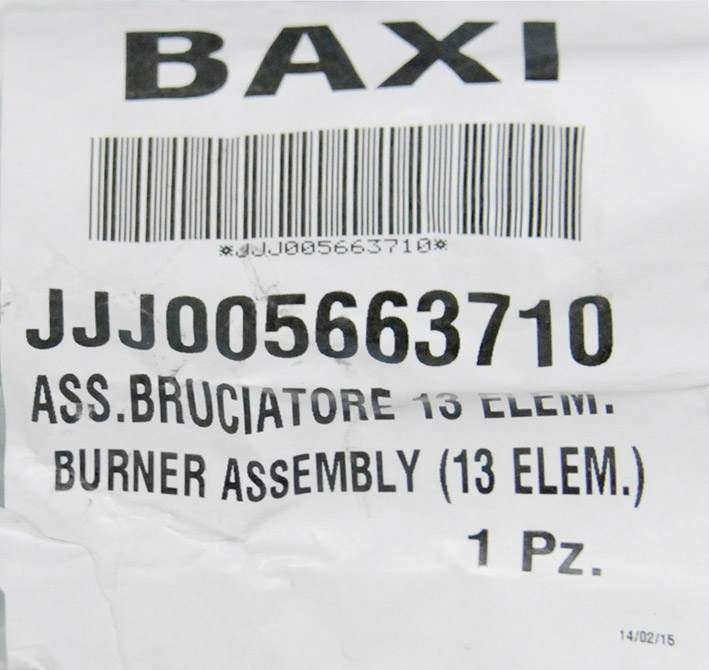 BAXI
*JJJ005663710*
JJJ005663710
ASS.BRUCIATORE 13 ELEM.
BURNER ASSEMBLY (13 ELEM.)
1 Pz.
14/02/15